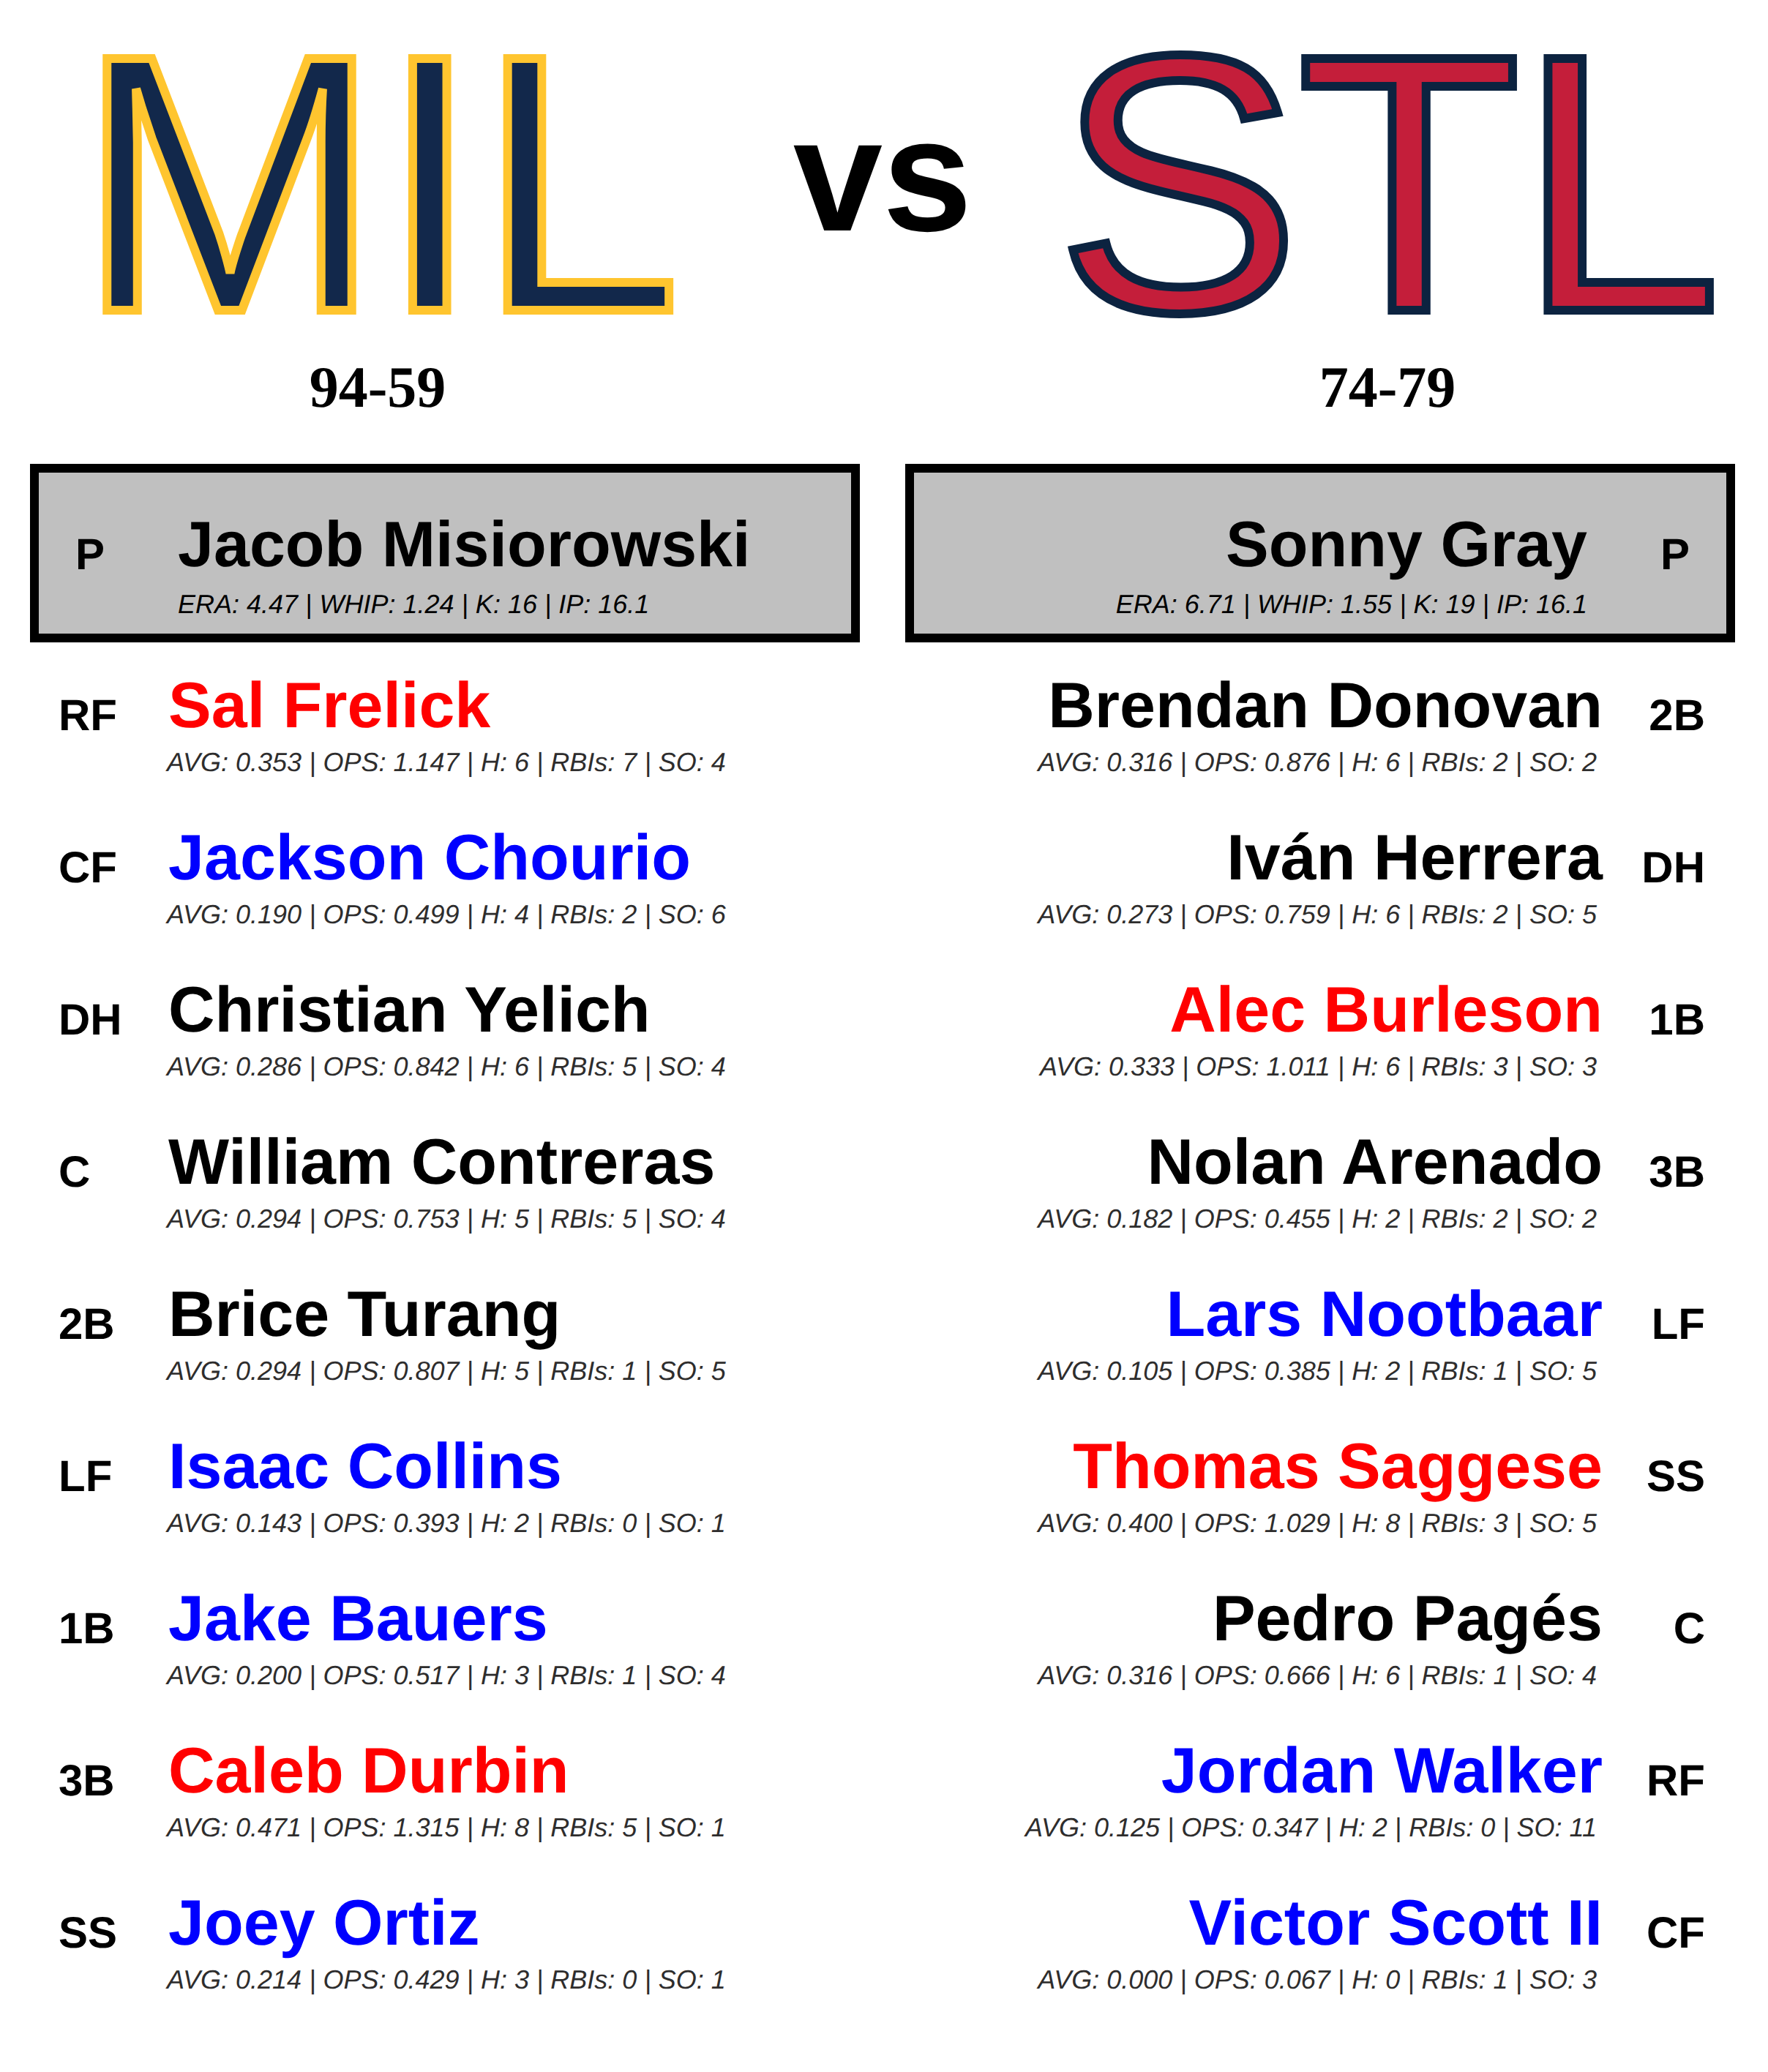 MIL vs STL
94-59 74-79
P Jacob Misiorowski
ERA: 4.47 | WHIP: 1.24 | K: 16 | IP: 16.1
Sonny Gray P
ERA: 6.71 | WHIP: 1.55 | K: 19 | IP: 16.1
RF Sal Frelick
AVG: 0.353 | OPS: 1.147 | H: 6 | RBIs: 7 | SO: 4
CF Jackson Chourio
AVG: 0.190 | OPS: 0.499 | H: 4 | RBIs: 2 | SO: 6
DH Christian Yelich
AVG: 0.286 | OPS: 0.842 | H: 6 | RBIs: 5 | SO: 4
C William Contreras
AVG: 0.294 | OPS: 0.753 | H: 5 | RBIs: 5 | SO: 4
2B Brice Turang
AVG: 0.294 | OPS: 0.807 | H: 5 | RBIs: 1 | SO: 5
LF Isaac Collins
AVG: 0.143 | OPS: 0.393 | H: 2 | RBIs: 0 | SO: 1
1B Jake Bauers
AVG: 0.200 | OPS: 0.517 | H: 3 | RBIs: 1 | SO: 4
3B Caleb Durbin
AVG: 0.471 | OPS: 1.315 | H: 8 | RBIs: 5 | SO: 1
SS Joey Ortiz
AVG: 0.214 | OPS: 0.429 | H: 3 | RBIs: 0 | SO: 1
Brendan Donovan 2B
AVG: 0.316 | OPS: 0.876 | H: 6 | RBIs: 2 | SO: 2
Iván Herrera DH
AVG: 0.273 | OPS: 0.759 | H: 6 | RBIs: 2 | SO: 5
Alec Burleson 1B
AVG: 0.333 | OPS: 1.011 | H: 6 | RBIs: 3 | SO: 3
Nolan Arenado 3B
AVG: 0.182 | OPS: 0.455 | H: 2 | RBIs: 2 | SO: 2
Lars Nootbaar LF
AVG: 0.105 | OPS: 0.385 | H: 2 | RBIs: 1 | SO: 5
Thomas Saggese SS
AVG: 0.400 | OPS: 1.029 | H: 8 | RBIs: 3 | SO: 5
Pedro Pagés C
AVG: 0.316 | OPS: 0.666 | H: 6 | RBIs: 1 | SO: 4
Jordan Walker RF
AVG: 0.125 | OPS: 0.347 | H: 2 | RBIs: 0 | SO: 11
Victor Scott II CF
AVG: 0.000 | OPS: 0.067 | H: 0 | RBIs: 1 | SO: 3